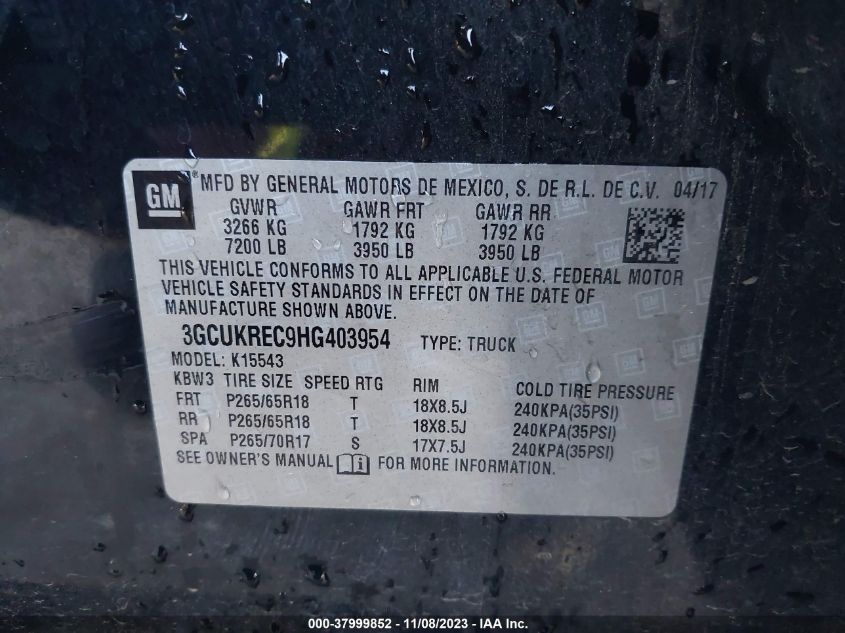 GM ® MFD BY GENERAL MOTORS DE MEXICO, S. DE R.L. DE C.V. 04/17
GVWR GAWR FRT GAWR RR
3266 KG 1792 KG 1792 KG
7200 LB 3950 LB 3950 LB
THIS VEHICLE CONFORMS TO ALL APPLICABLE U.S. FEDERAL MOTOR
VEHICLE SAFETY STANDARDS IN EFFECT ON THE DATE OF
MANUFACTURE SHOWN ABOVE.
3GCUKREC9HG403954 TYPE: TRUCK
MODEL: K15543
KBW3 TIRE SIZE SPEED RTG RIM COLD TIRE PRESSURE
FRT P265/65R18 T 18X8.5J 240KPA(35PSI)
RR P265/65R18 T 18X8.5J 240KPA(35PSI)
SPA P265/70R17 S 17X7.5J 240KPA(35PSI)
SEE OWNER'S MANUAL FOR MORE INFORMATION.
000-37999852 - 11/08/2023 - IAA Inc.